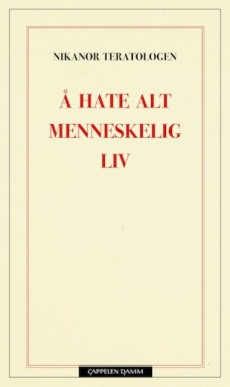 NIKANOR TERATOLOGEN
Å HATE ALT
MENNESKELIG
LIV
CAPPELEN DAMM